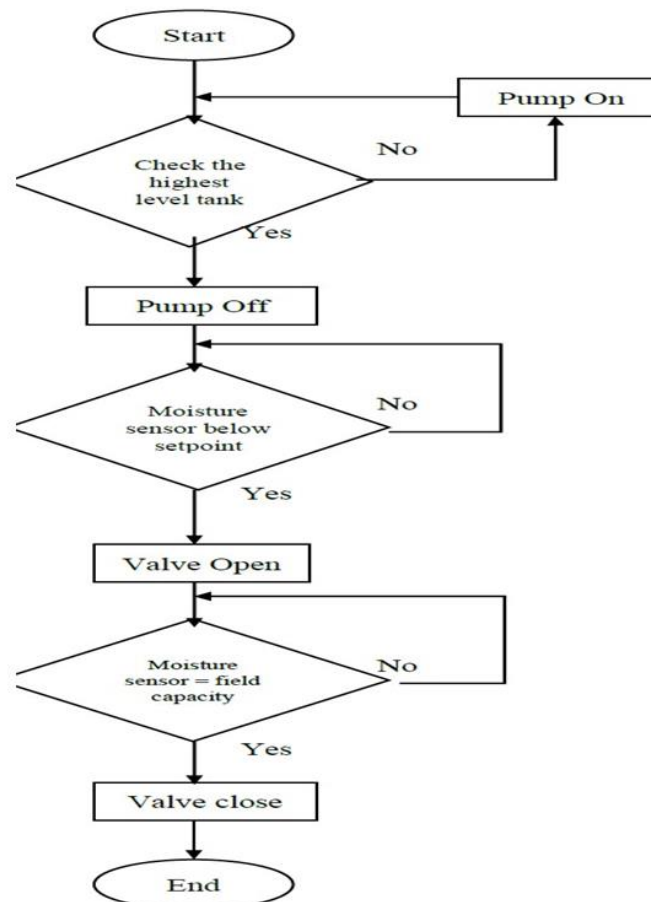 Start
Pump On
No
Check the
highest
level tank
Yes
Pump Off
Moisture
sensor below
setpoint
No
Yes
Valve Open
Moisture
sensor = field
capacity
No
Yes
Valve close
End